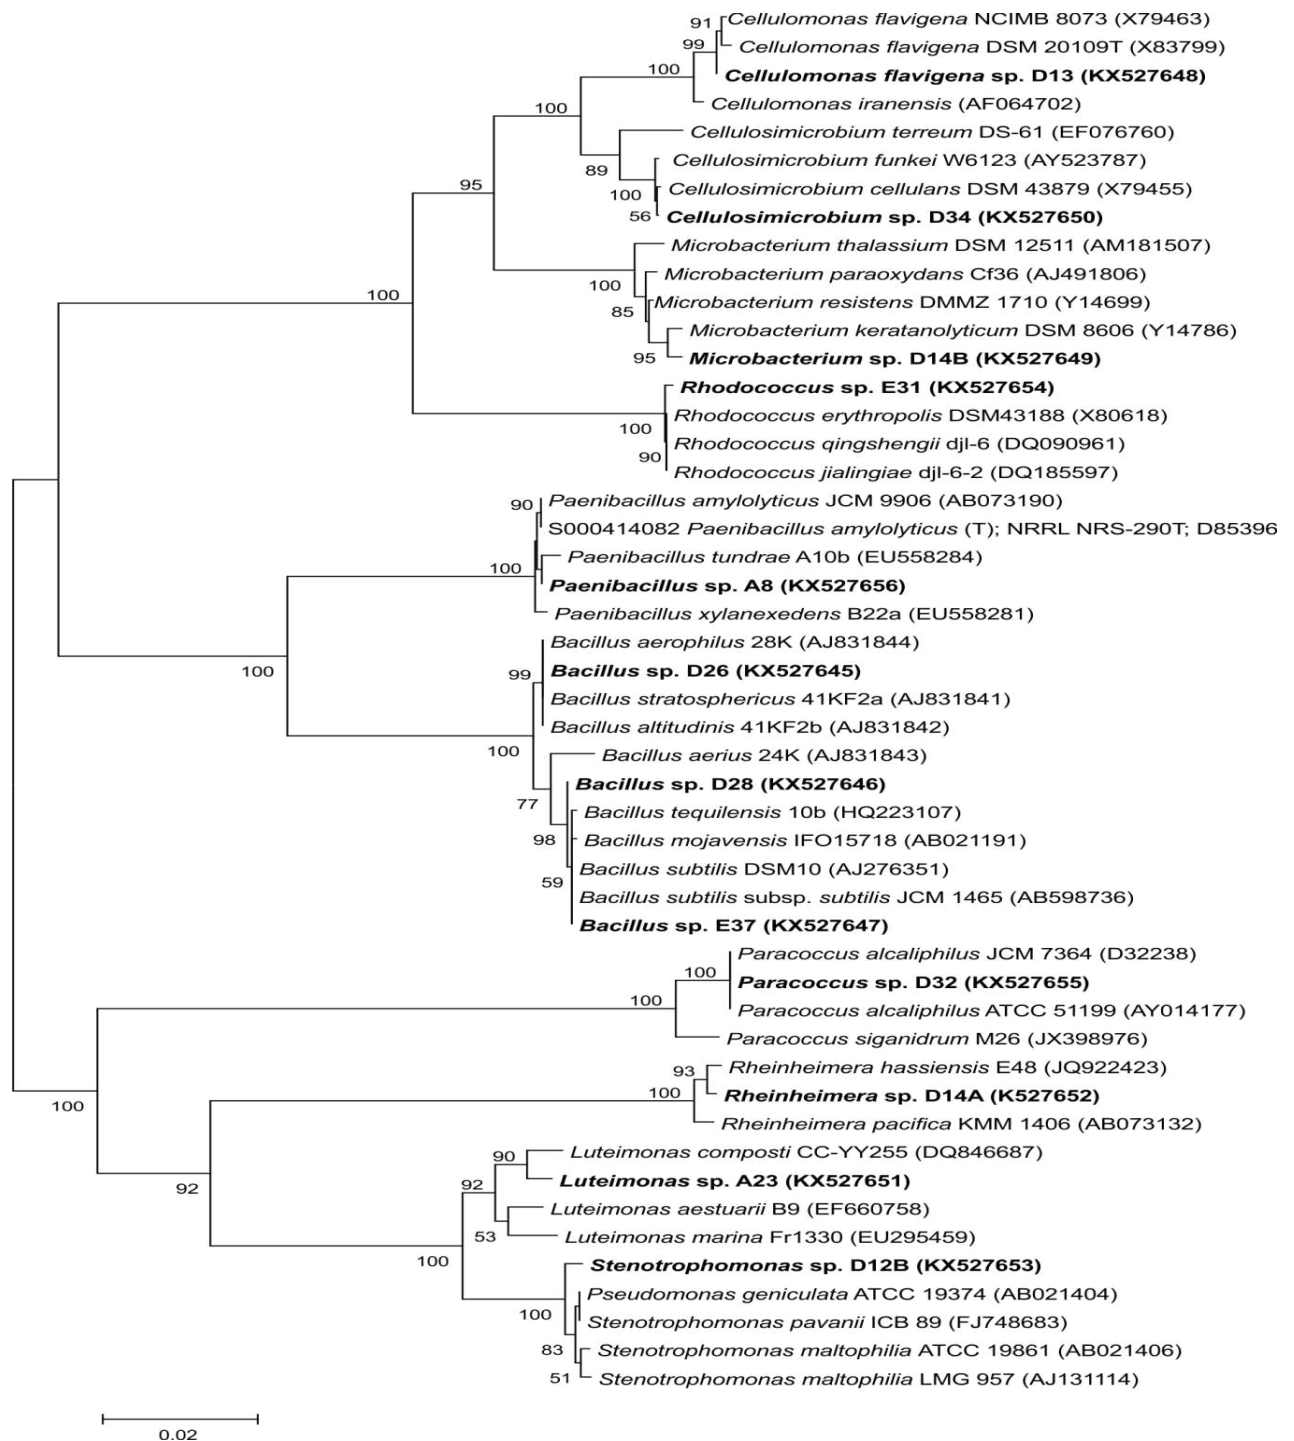 91
Cellulomonas flavigena NCIMB 8073 (X79463)
99
Cellulomonas flavigena DSM 20109T (X83799)
100
Cellulomonas flavigena sp. D13 (KX527648)
Cellulomonas iranensis (AF064702)
100
Cellulosimicrobium terreum DS-61 (EF076760)
89
Cellulosimicrobium funkei W6123 (AY523787)
95
100
Cellulosimicrobium cellulans DSM 43879 (X79455)
56
Cellulosimicrobium sp. D34 (KX527650)
Microbacterium thalassium DSM 12511 (AM181507)
100
Microbacterium paraoxydans Cf36 (AJ491806)
100
85
Microbacterium resistens DMMZ 1710 (Y14699)
Microbacterium keratanolyticum DSM 8606 (Y14786)
95
Microbacterium sp. D14B (KX527649)
Rhodococcus sp. E31 (KX527654)
Rhodococcus erythropolis DSM43188 (X80618)
100
Rhodococcus qingshengii djl-6 (DQ090961)
90
Rhodococcus jialingiae djl-6-2 (DQ185597)
90
Paenibacillus amylolyticus JCM 9906 (AB073190)
S000414082 Paenibacillus amylolyticus (T); NRRL NRS-290T; D85396
100
Paenibacillus tundrae A10b (EU558284)
Paenibacillus sp. A8 (KX527656)
Paenibacillus xylanexedens B22a (EU558281)
Bacillus aerophilus 28K (AJ831844)
100
99
Bacillus sp. D26 (KX527645)
Bacillus stratosphericus 41KF2a (AJ831841)
Bacillus altitudinis 41KF2b (AJ831842)
100
Bacillus aerius 24K (AJ831843)
Bacillus sp. D28 (KX527646)
77
Bacillus tequilensis 10b (HQ223107)
98
Bacillus mojavensis IFO15718 (AB021191)
Bacillus subtilis DSM10 (AJ276351)
59
Bacillus subtilis subsp. subtilis JCM 1465 (AB598736)
Bacillus sp. E37 (KX527647)
Paracoccus alcaliphilus JCM 7364 (D32238)
100
Paracoccus sp. D32 (KX527655)
100
Paracoccus alcaliphilus ATCC 51199 (AY014177)
Paracoccus siganidrum M26 (JX398976)
93
Rheinheimera hassiensis E48 (JQ922423)
100
Rheinheimera sp. D14A (K527652)
100
Rheinheimera pacifica KMM 1406 (AB073132)
90
Luteimonas composti CC-YY255 (DQ846687)
92
92
Luteimonas sp. A23 (KX527651)
Luteimonas aestuarii B9 (EF660758)
53
Luteimonas marina Fr1330 (EU295459)
100
Stenotrophomonas sp. D12B (KX527653)
Pseudomonas geniculata ATCC 19374 (AB021404)
100
Stenotrophomonas pavanii ICB 89 (FJ748683)
83
Stenotrophomonas maltophilia ATCC 19861 (AB021406)
51
Stenotrophomonas maltophilia LMG 957 (AJ131114)
0.02